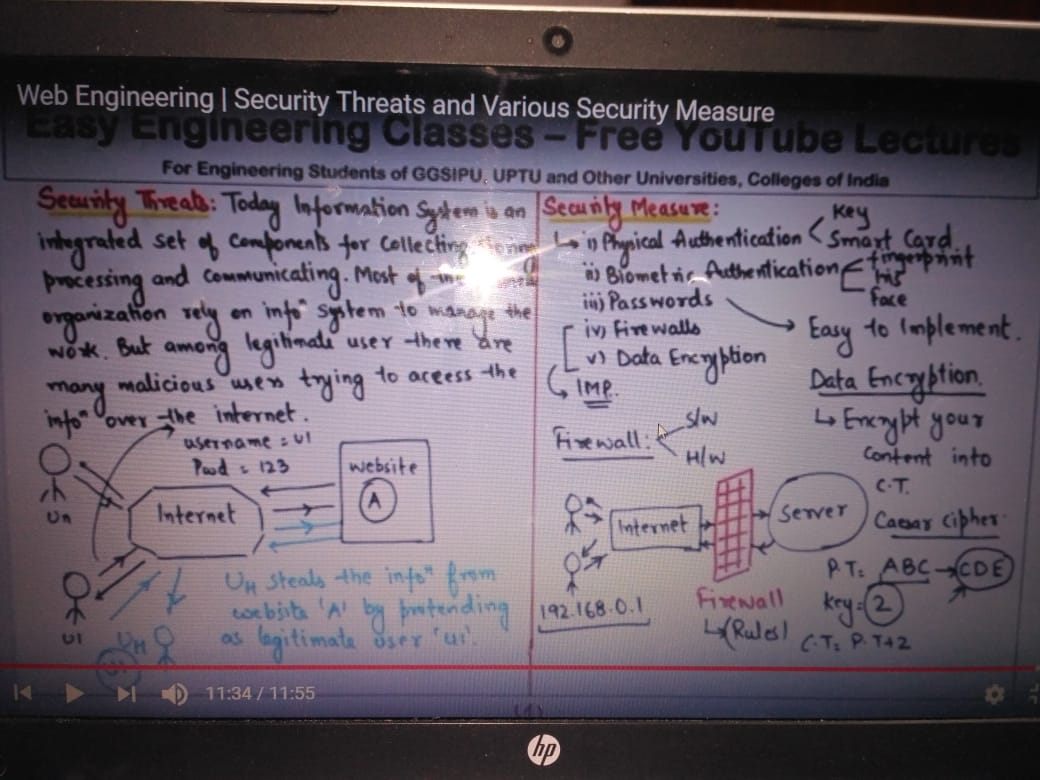 Web Engineering | Security Threats and Various Security Measure
Easy Engineering Classes – Free YouTube Lectures
For Engineering Students of GGSIPU, UPTU and Other Universities, Colleges of India
Security Threats: Today Information System is an
integrated set of components for collecting,
processing and communicating. Most of the
organization rely on infoⁿ system to manage the
work. But among legitimate user there are
many malicious users trying to access the
infoⁿ over the internet.
username = U1
Pwd = 123
Un
Internet
website
A
U1
UH
UH steals the infoⁿ from
website 'A' by pretending
as legitimate user 'U1'.
Security Measure:
i) Physical Authentication
Key
Smart Card
ii) Biometric Authentication
fingerprint
Iris
Face
iii) Passwords
Easy to Implement.
iv) Firewalls
v) Data Encryption
IMP.
Firewall:
S/W
H/W
Internet
Server
192.168.0.1
Firewall
(Rules)
Data Encryption.
Encrypt your
Content into
C.T.
Caesar Cipher
P.T: ABC → CDE
Key = 2
C.T: P.T+2
11:34 / 11:55
hp